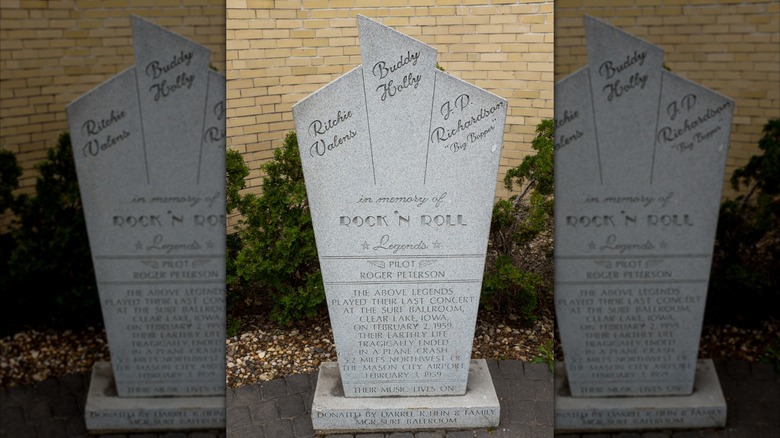 Ritchie
Valens
Buddy
Holly
J.P.
Richardson
"Big Bopper"
in memory of
ROCK 'N ROLL
Legends
PILOT
ROGER PETERSON
THE ABOVE LEGENDS
PLAYED THEIR LAST CONCERT
AT THE SURF BALLROOM,
CLEAR LAKE, IOWA,
ON FEBRUARY 2, 1959.
THEIR EARTHLY LIFE
TRAGICALLY ENDED
IN A PLANE CRASH
5.2 MILES NORTHWEST OF
THE MASON CITY AIRPORT
FEBRUARY 3, 1959.
THEIR MUSIC LIVES ON
DONATED BY DARREL R. HEIN & FAMILY
MGR. SURF BALLROOM